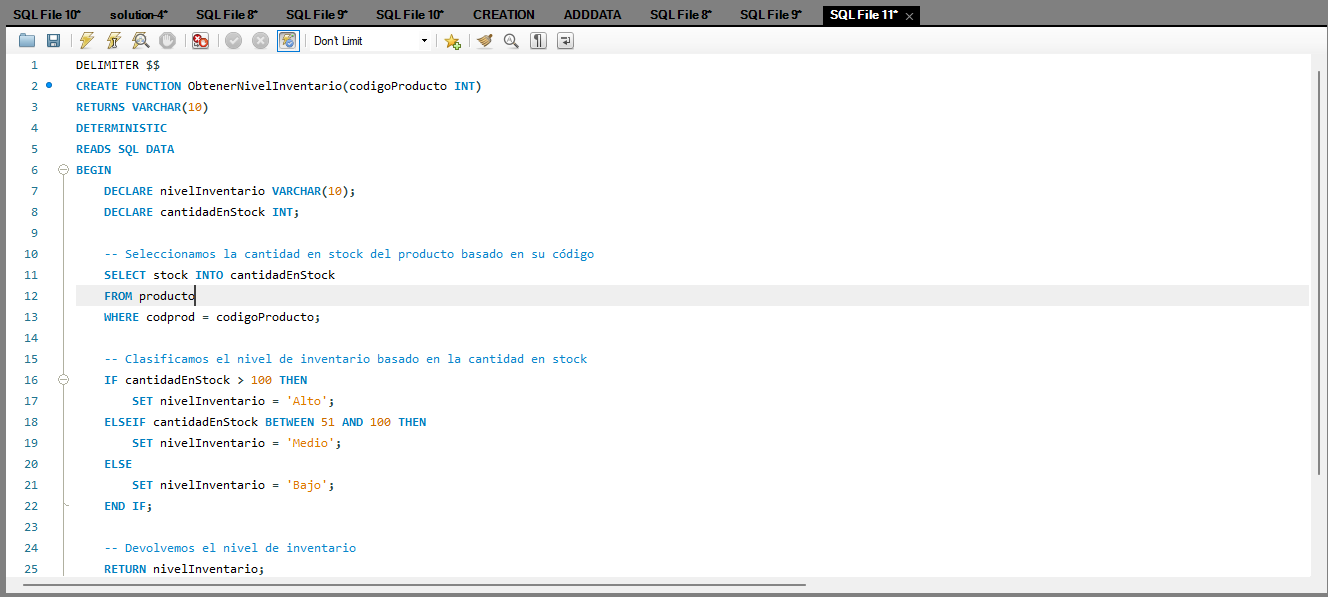 SQL File 10* solution-4* SQL File 8* SQL File 9* SQL File 10* CREATION ADDDATA SQL File 8* SQL File 9* SQL File 11*
Don't Limit
1 DELIMITER $$
2 CREATE FUNCTION ObtenerNivelInventario(codigoProducto INT)
3 RETURNS VARCHAR(10)
4 DETERMINISTIC
5 READS SQL DATA
6 BEGIN
7 DECLARE nivelInventario VARCHAR(10);
8 DECLARE cantidadEnStock INT;
9
10 -- Seleccionamos la cantidad en stock del producto basado en su código
11 SELECT stock INTO cantidadEnStock
12 FROM producto
13 WHERE codprod = codigoProducto;
14
15 -- Clasificamos el nivel de inventario basado en la cantidad en stock
16 IF cantidadEnStock > 100 THEN
17 SET nivelInventario = 'Alto';
18 ELSEIF cantidadEnStock BETWEEN 51 AND 100 THEN
19 SET nivelInventario = 'Medio';
20 ELSE
21 SET nivelInventario = 'Bajo';
22 END IF;
23
24 -- Devolvemos el nivel de inventario
25 RETURN nivelInventario;